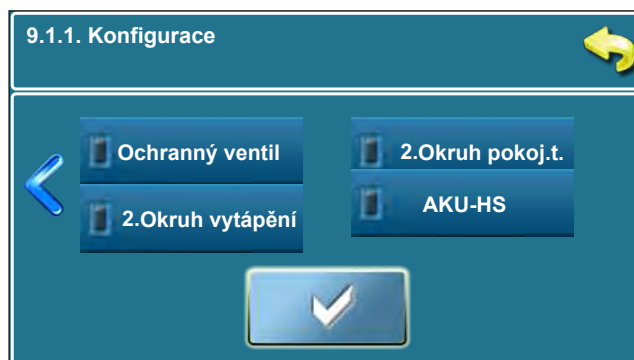 9.1.1. Konfigurace
Ochranný ventil
2.Okruh pokoj.t.
2.Okruh vytápění
AKU-HS